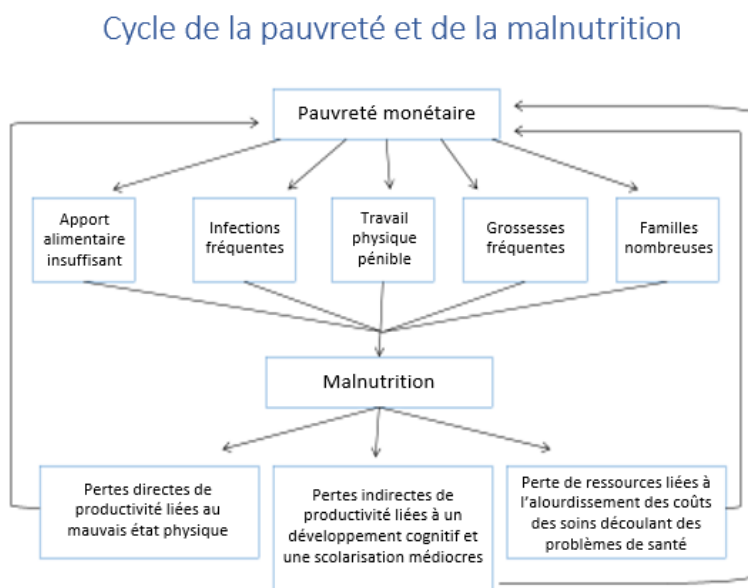 Cycle de la pauvreté et de la malnutrition
Pauvreté monétaire
Apport
alimentaire
insuffisant
Infections
fréquentes
Travail
physique
pénible
Grossesses
fréquentes
Familles
nombreuses
Malnutrition
Pertes directes de
productivité liées au
mauvais état physique
Pertes indirectes de
productivité liées à un
développement cognitif et
une scolarisation médiocres
Perte de ressources liées à
l’alourdissement des coûts
des soins découlant des
problèmes de santé